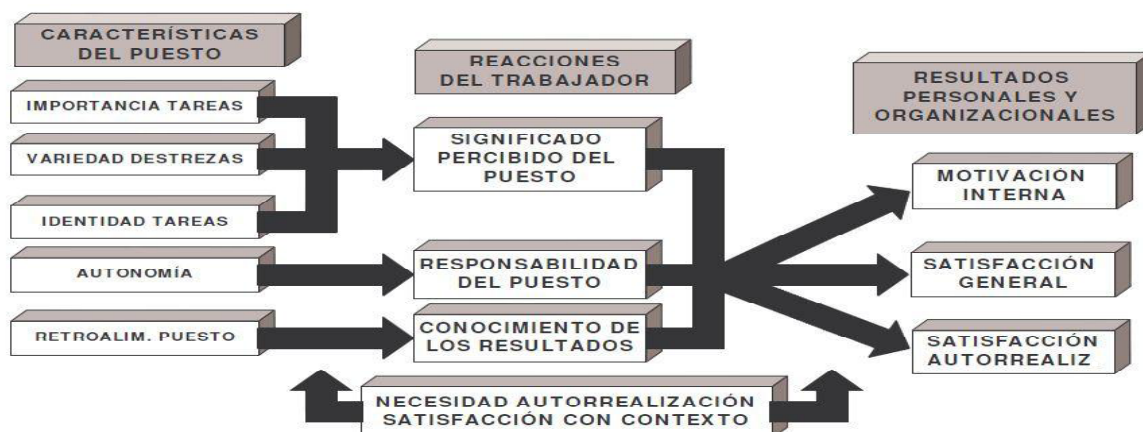 CARACTERÍSTICAS
DEL PUESTO
IMPORTANCIA TAREAS
VARIEDAD DESTREZAS
IDENTIDAD TAREAS
AUTONOMÍA
RETROALIM. PUESTO
REACCIONES
DEL TRABAJADOR
SIGNIFICADO
PERCIBIDO DEL
PUESTO
RESPONSABILIDAD
DEL PUESTO
CONOCIMIENTO DE
LOS RESULTADOS
RESULTADOS
PERSONALES Y
ORGANIZACIONALES
MOTIVACIÓN
INTERNA
SATISFACCIÓN
GENERAL
SATISFACCIÓN
AUTORREALIZ
NECESIDAD AUTORREALIZACIÓN
SATISFACCIÓN CON CONTEXTO